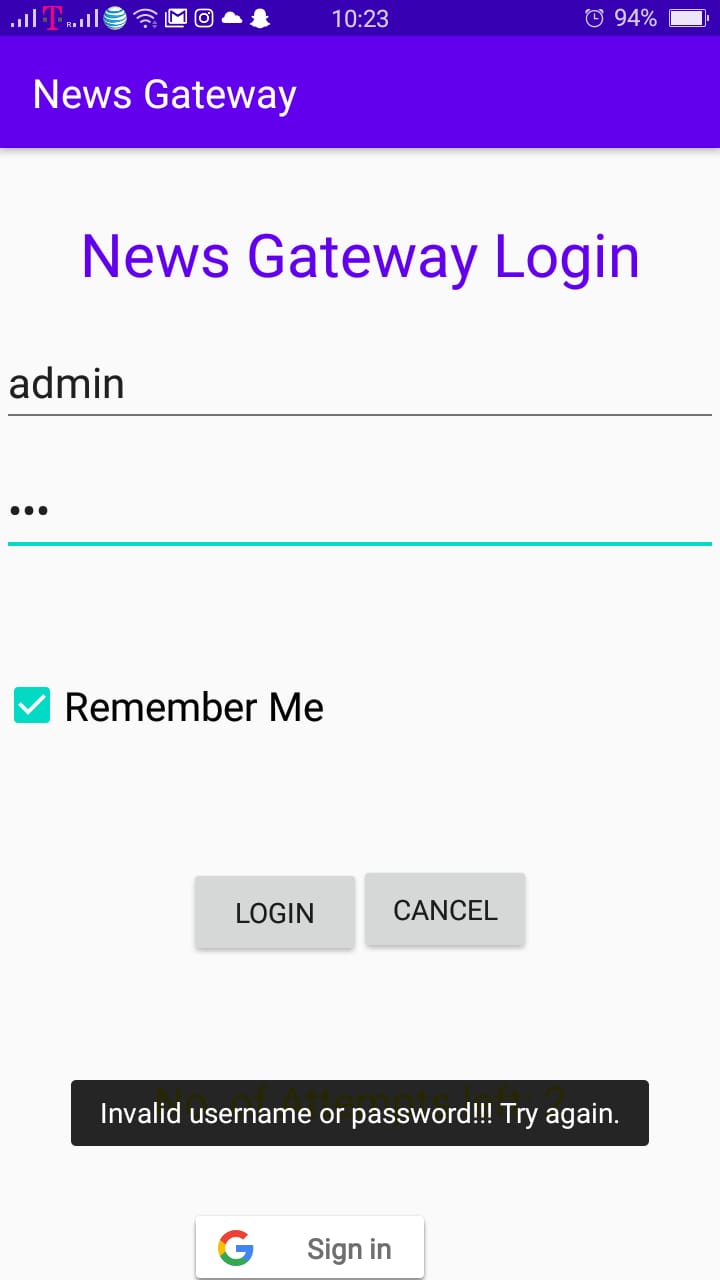 10:23
94%
News Gateway
News Gateway Login
admin
•••
Remember Me
LOGIN
CANCEL
No. of Attempts left: 2
Invalid username or password!!! Try again.
Sign in